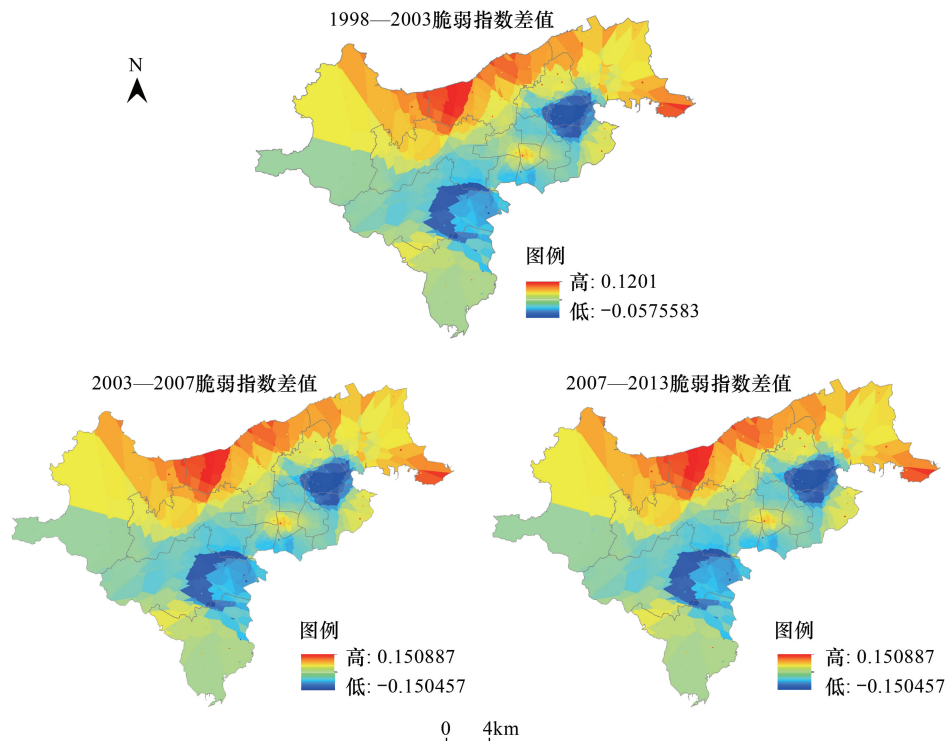 1998—2003脆弱指数差值
N
图例
高: 0.1201
低: -0.0575583
2003—2007脆弱指数差值
2007—2013脆弱指数差值
图例
高: 0.150887
低: -0.150457
图例
高: 0.150887
低: -0.150457
0 4km